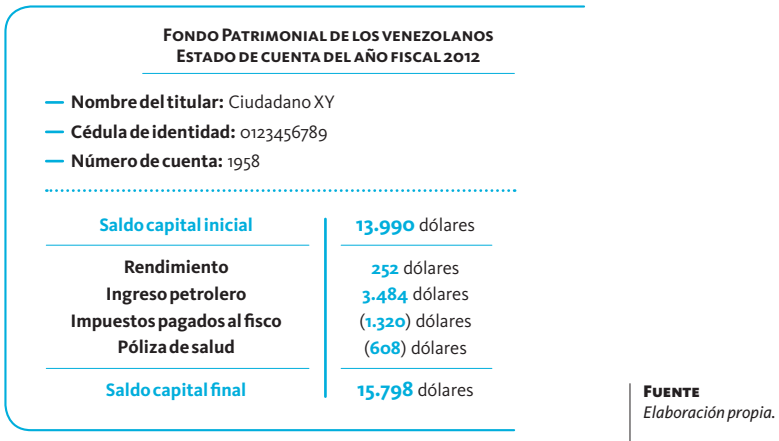 FONDO PATRIMONIAL DE LOS VENEZOLANOS
ESTADO DE CUENTA DEL AÑO FISCAL 2012
Nombre del titular: Ciudadano XY
Cédula de identidad: 0123456789
Número de cuenta: 1958
Saldo capital inicial 13.990 dólares
Rendimiento 252 dólares
Ingreso petrolero 3.484 dólares
Impuestos pagados al fisco (1.320) dólares
Póliza de salud (608) dólares
Saldo capital final 15.798 dólares
FUENTE
Elaboración propia.